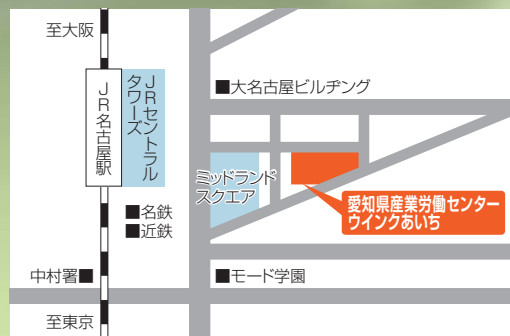 至大阪
JR名古屋駅
JRセントラル
タワーズ
■大名古屋ビルヂング
ミッドランド
スクエア
愛知県産業労働センター
ウインクあいち
■名鉄
■近鉄
中村署■
■モード学園
至東京